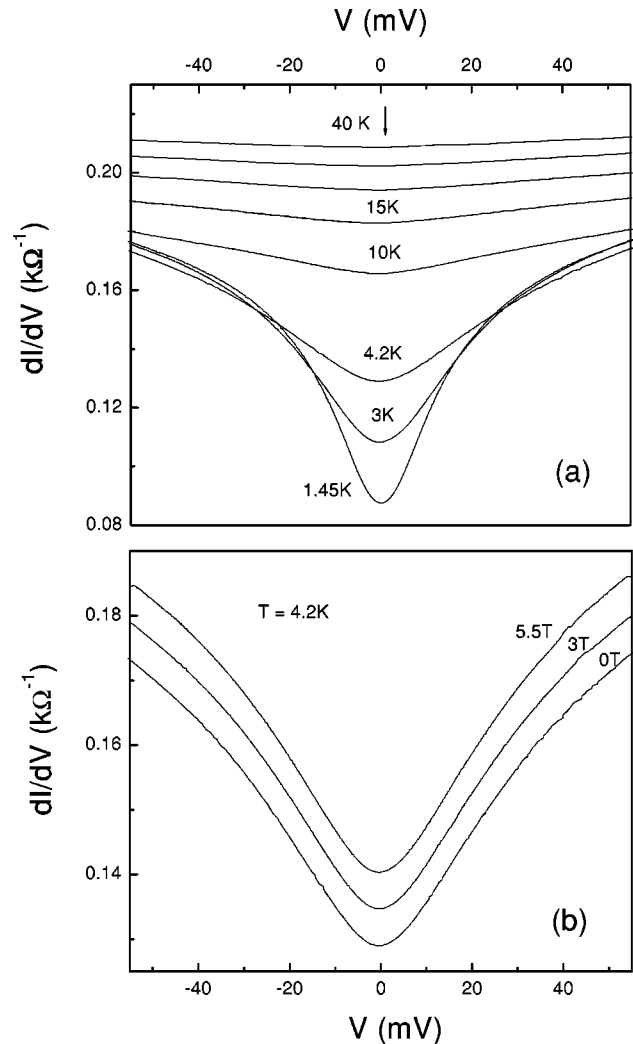 V (mV)
-40 -20 0 20 40
40 K
0.20
15K
10K
0.16
4.2K
0.12
3K
1.45K
0.08
dI/dV (kΩ⁻¹)
(a)
T = 4.2K
5.5T
3T
0T
0.18
0.16
0.14
dI/dV (kΩ⁻¹)
(b)
-40 -20 0 20 40
V (mV)